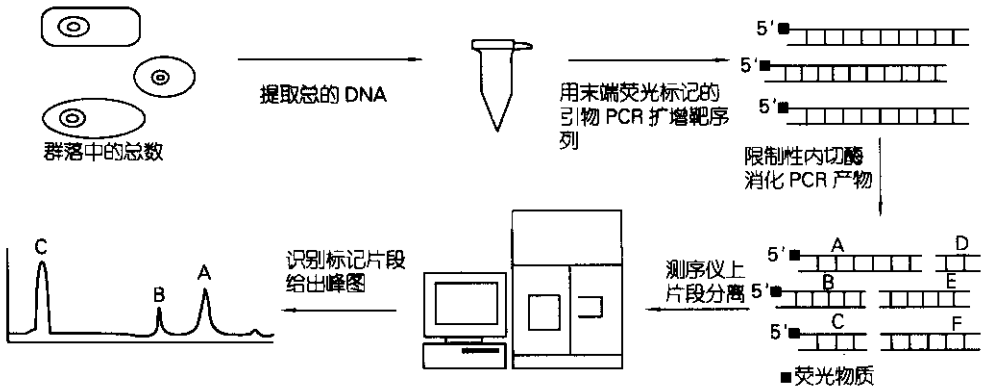 群落中的总数
提取总的 DNA
用末端荧光标记的
引物 PCR 扩增靶序
列
5'
5'
5'
限制性内切酶
消化 PCR 产物
5'
A
D
5'
B
E
5'
C
F
■荧光物质
测序仪上
片段分离
识别标记片段
给出峰图
C
B
A